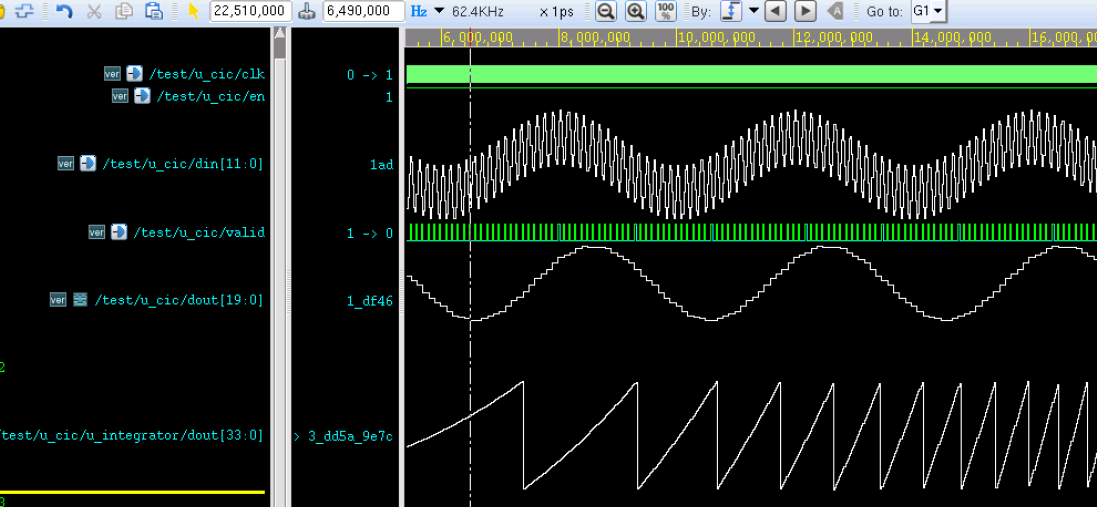 22,510,000 6,490,000 Hz 62.4KHz x 1ps 100% By: Go to: G1
6,000,000 8,000,000 10,000,000 12,000,000 14,000,000 16,000,000
ver /test/u_cic/clk 0 -> 1
ver /test/u_cic/en 1
ver /test/u_cic/din[11:0] 1ad
ver /test/u_cic/valid 1 -> 0
ver /test/u_cic/dout[19:0] 1_df46
2
/test/u_cic/u_integrator/dout[33:0] > 3_dd5a_9e7c
3